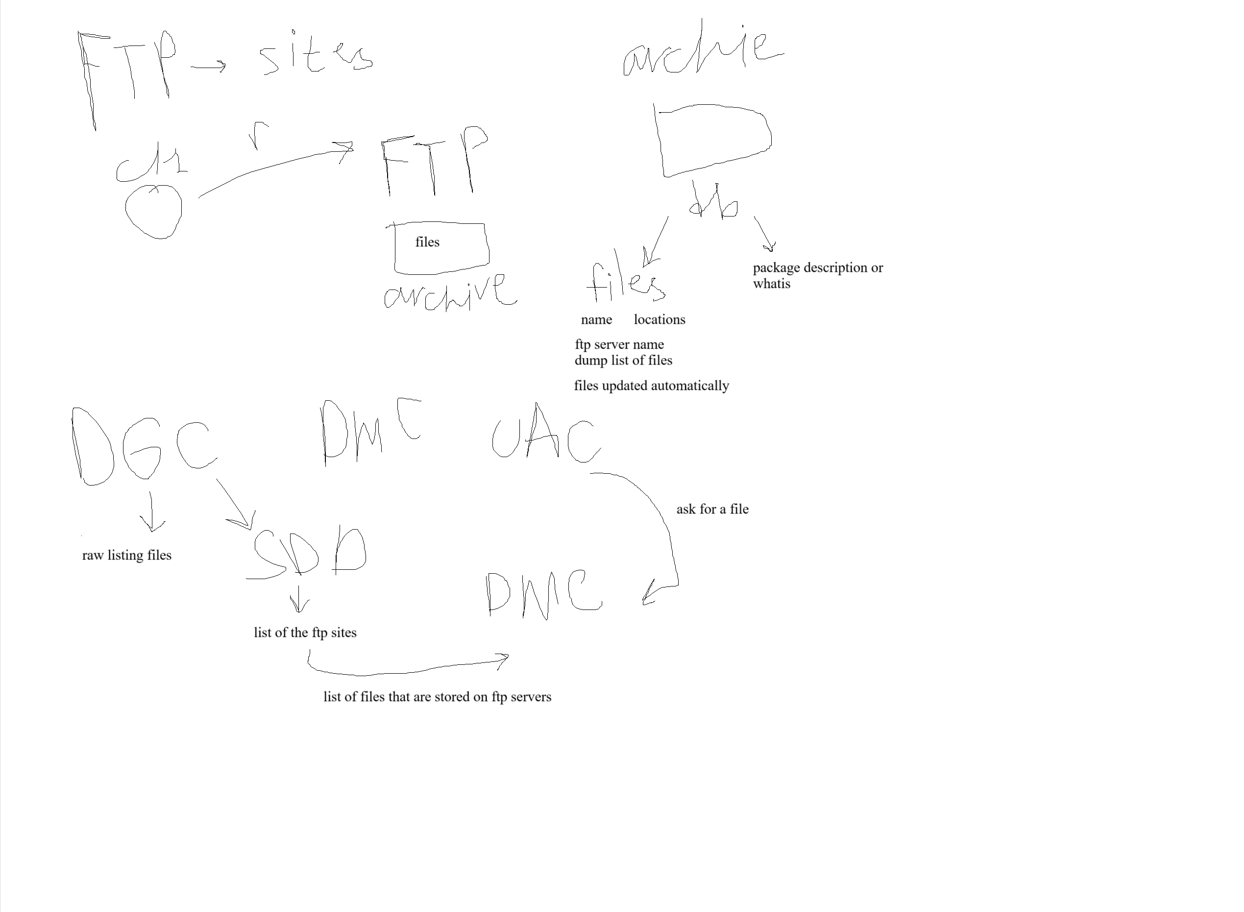 FTP → sites
archie
cl1
r
FTP
files
archive
db
files
package description or
whatis
name locations
ftp server name
dump list of files
files updated automatically
DGC
DMC
UAC
raw listing files
SDD
ask for a file
DMC
list of the ftp sites
list of files that are stored on ftp servers